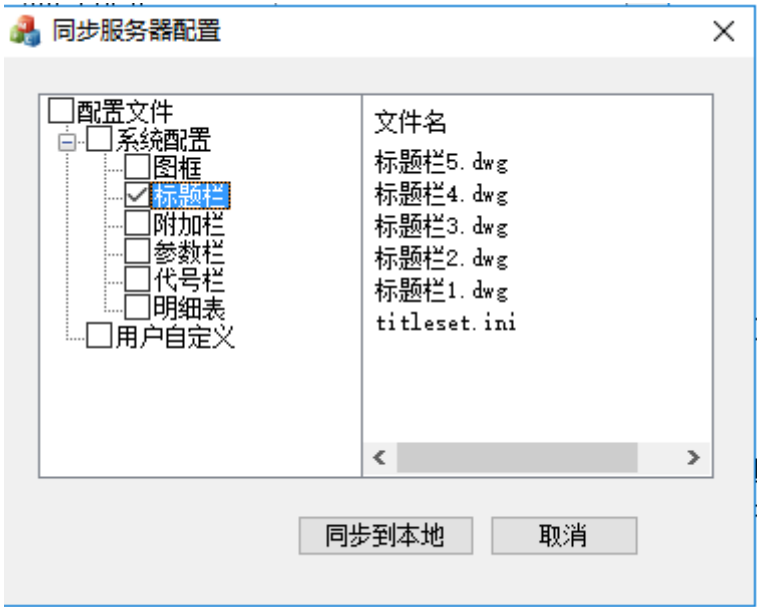 同步服务器配置
配置文件
系统配置
图框
标题栏
附加栏
参数栏
代号栏
明细表
用户自定义
文件名
标题栏5.dwg
标题栏4.dwg
标题栏3.dwg
标题栏2.dwg
标题栏1.dwg
titleset.ini
同步到本地
取消